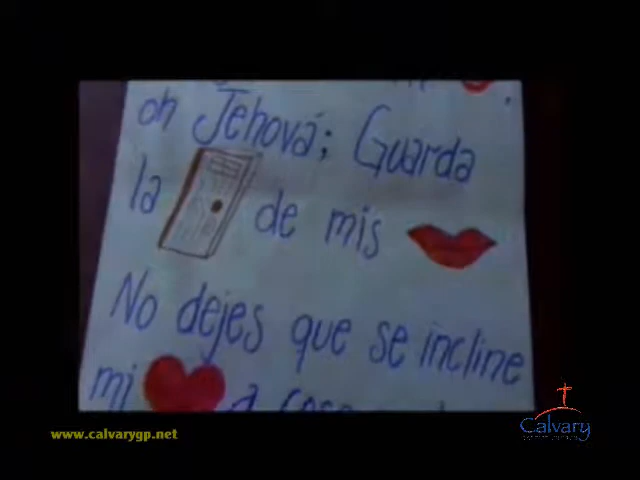 oh Jehová; Guarda
la de mis
No dejes que se incline
mi a
www.calvarygp.net
Calvary